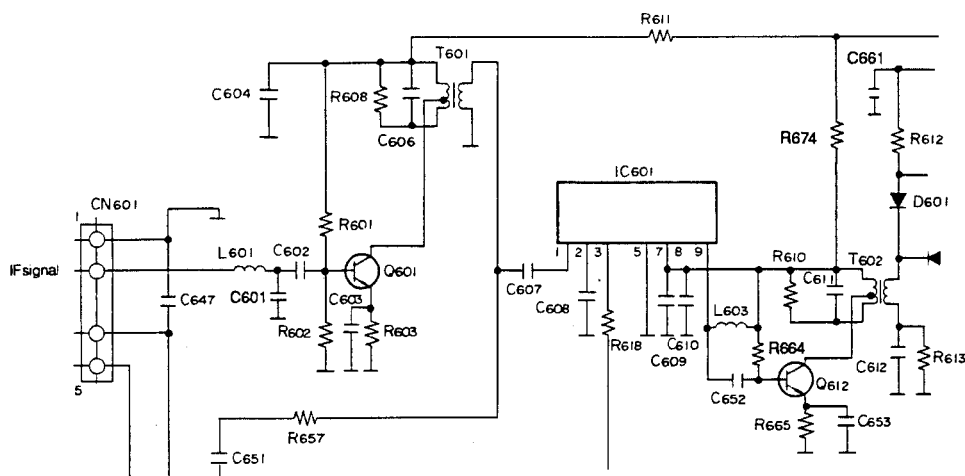 R611
T601
C661
C604
R608
C606
R674
R612
IC601
1
CN601
D601
R601
L601
C602
1 2 3 5 7 8 9
R610
T602
C611
IFsignal
Q601
C607
C601
C603
C647
C608
L603
R602
R603
R618
C610
R664
C609
C612
R613
5
Q612
C652
R665
C653
R657
C651